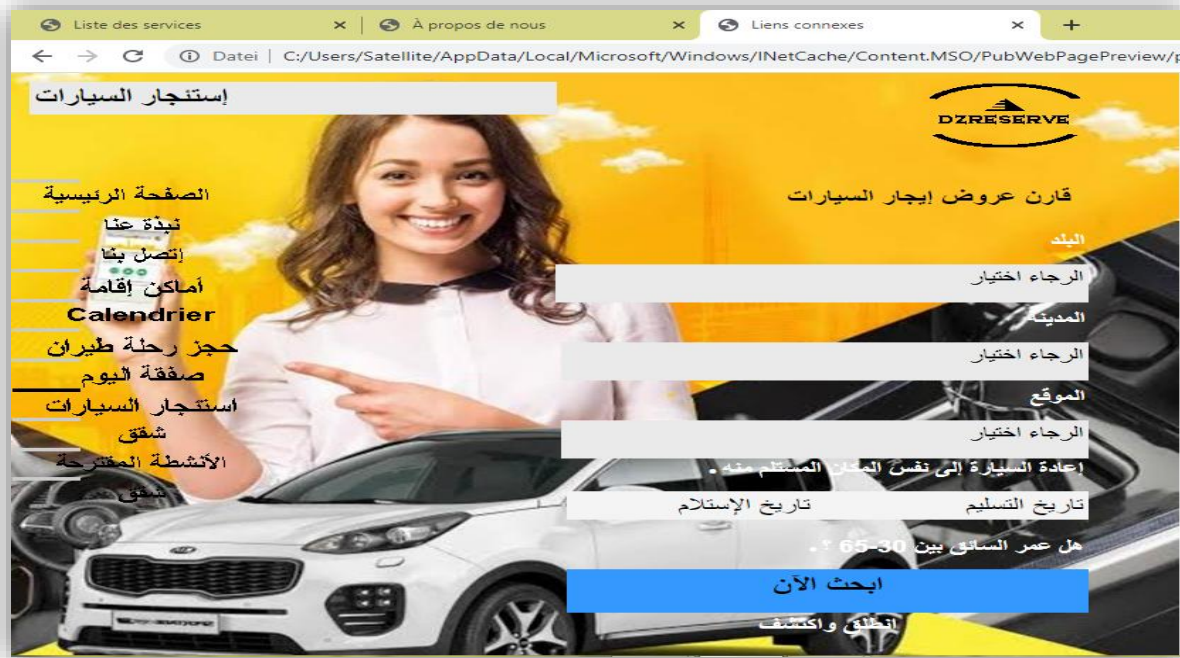 Liste des services
À propos de nous
Liens connexes
Datei | C:/Users/Satellite/AppData/Local/Microsoft/Windows/INetCache/Content.MSO/PubWebPagePreview/
إستئجار السيارات
DZRESERVE
قارن عروض إيجار السيارات
البلد
الرجاء اختيار
المدينة
الرجاء اختيار
الموقع
الرجاء اختيار
إعادة السيارة إلى نفس المكان المستلم منه .
تاريخ التسليم
تاريخ الإستلام
هل عمر السائق بين 30-65 ؟ .
ابحث الآن
انطلق واكتشف
الصفحة الرئيسية
نبذة عنا
إتصل بنا
أماكن إقامة
Calendrier
حجز رحلة طيران
صفقة اليوم
استئجار السيارات
شقق
الأنشطة المقترحة
شقق